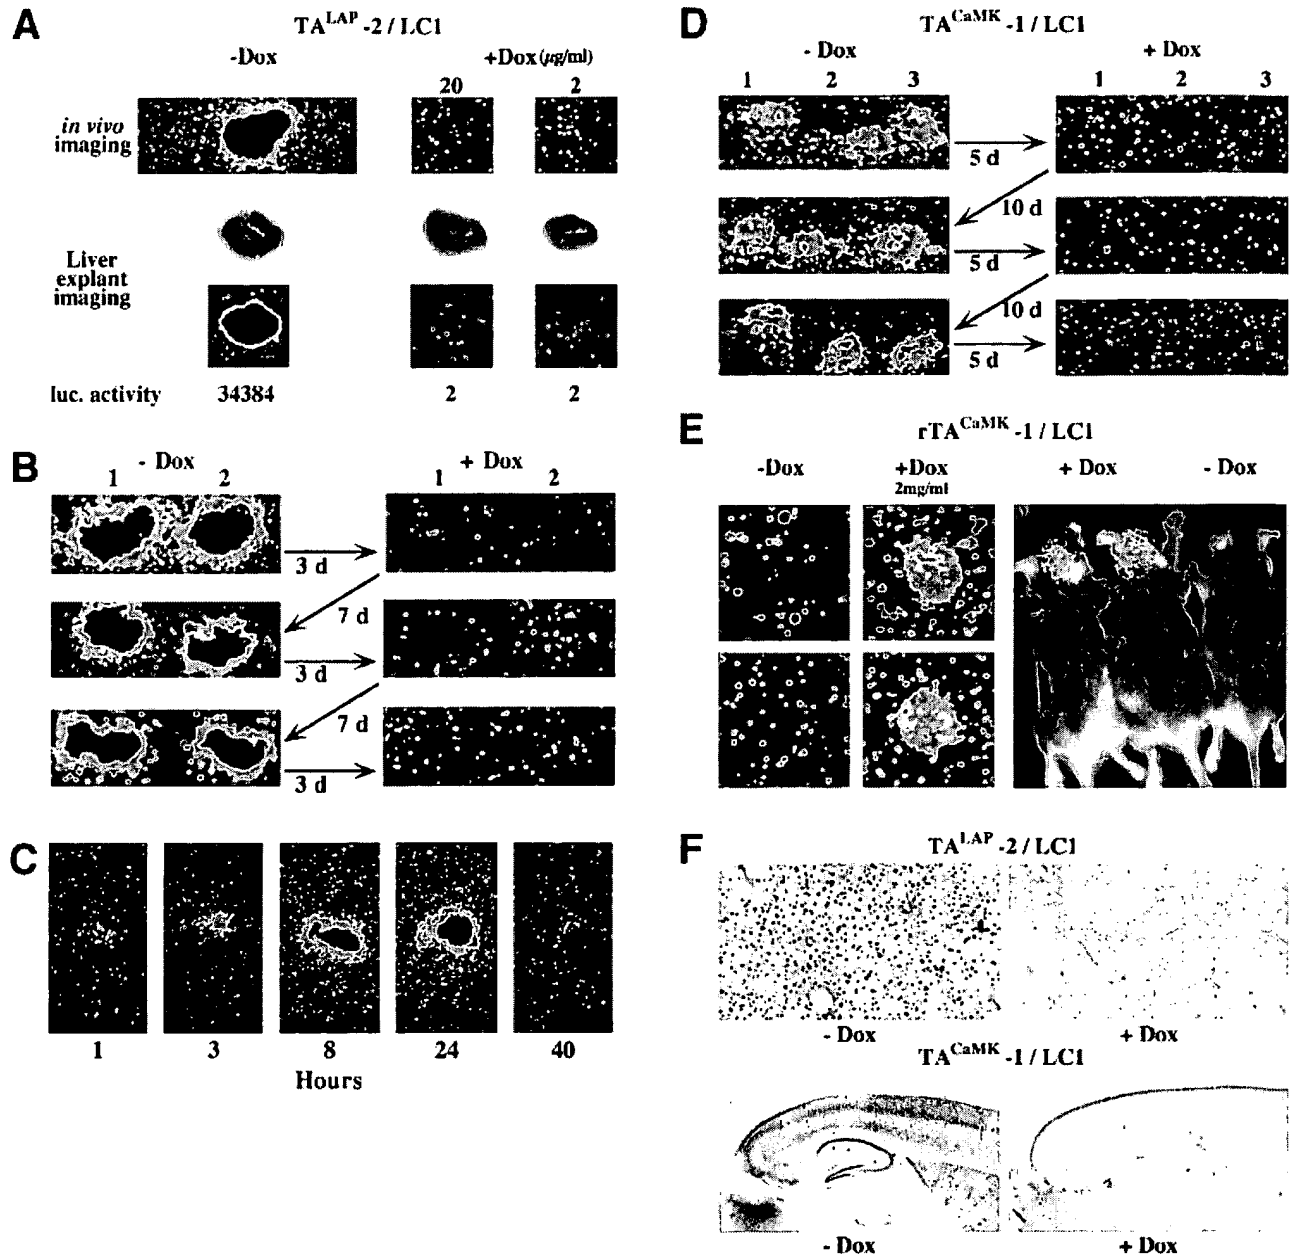 A
TA^LAP -2 / LC1
-Dox
+Dox (µg/ml)
20
2
in vivo
imaging
Liver
explant
imaging
luc. activity
34384
2
2
B
- Dox
+ Dox
1
2
1
2
3 d
7 d
3 d
7 d
3 d
C
1
3
8
24
40
Hours
D
TA^CaMK -1 / LC1
- Dox
+ Dox
1
2
3
1
2
3
5 d
10 d
5 d
10 d
5 d
E
rTA^CaMK -1 / LC1
-Dox
+Dox
2mg/ml
+ Dox
- Dox
F
TA^LAP -2 / LC1
- Dox
+ Dox
TA^CaMK -1 / LC1
- Dox
+ Dox